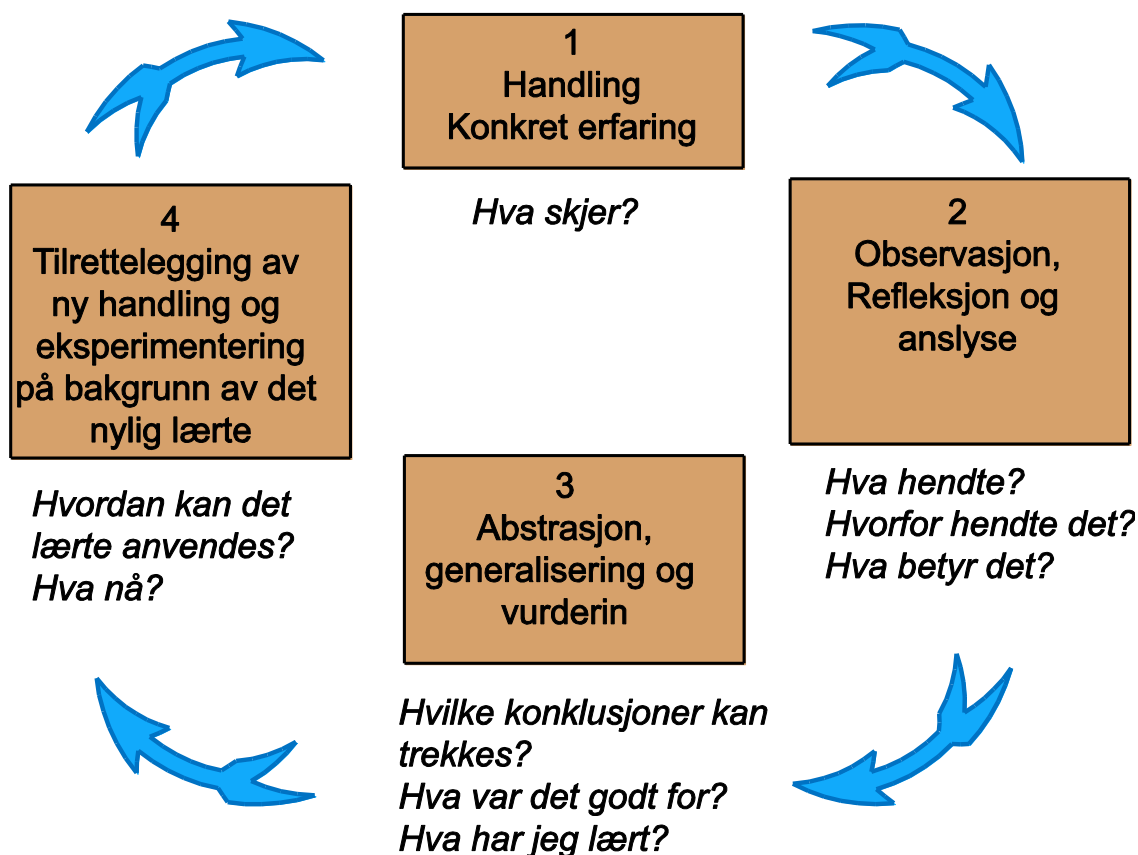 1
Handling
Konkret erfaring
Hva skjer?
2
Observasjon,
Refleksjon og
anslyse
Hva hendte?
Hvorfor hendte det?
Hva betyr det?
3
Abstrasjon,
generalisering og
vurderin
Hvilke konklusjoner kan
trekkes?
Hva var det godt for?
Hva har jeg lært?
4
Tilrettelegging av
ny handling og
eksperimentering
på bakgrunn av det
nylig lærte
Hvordan kan det
lærte anvendes?
Hva nå?